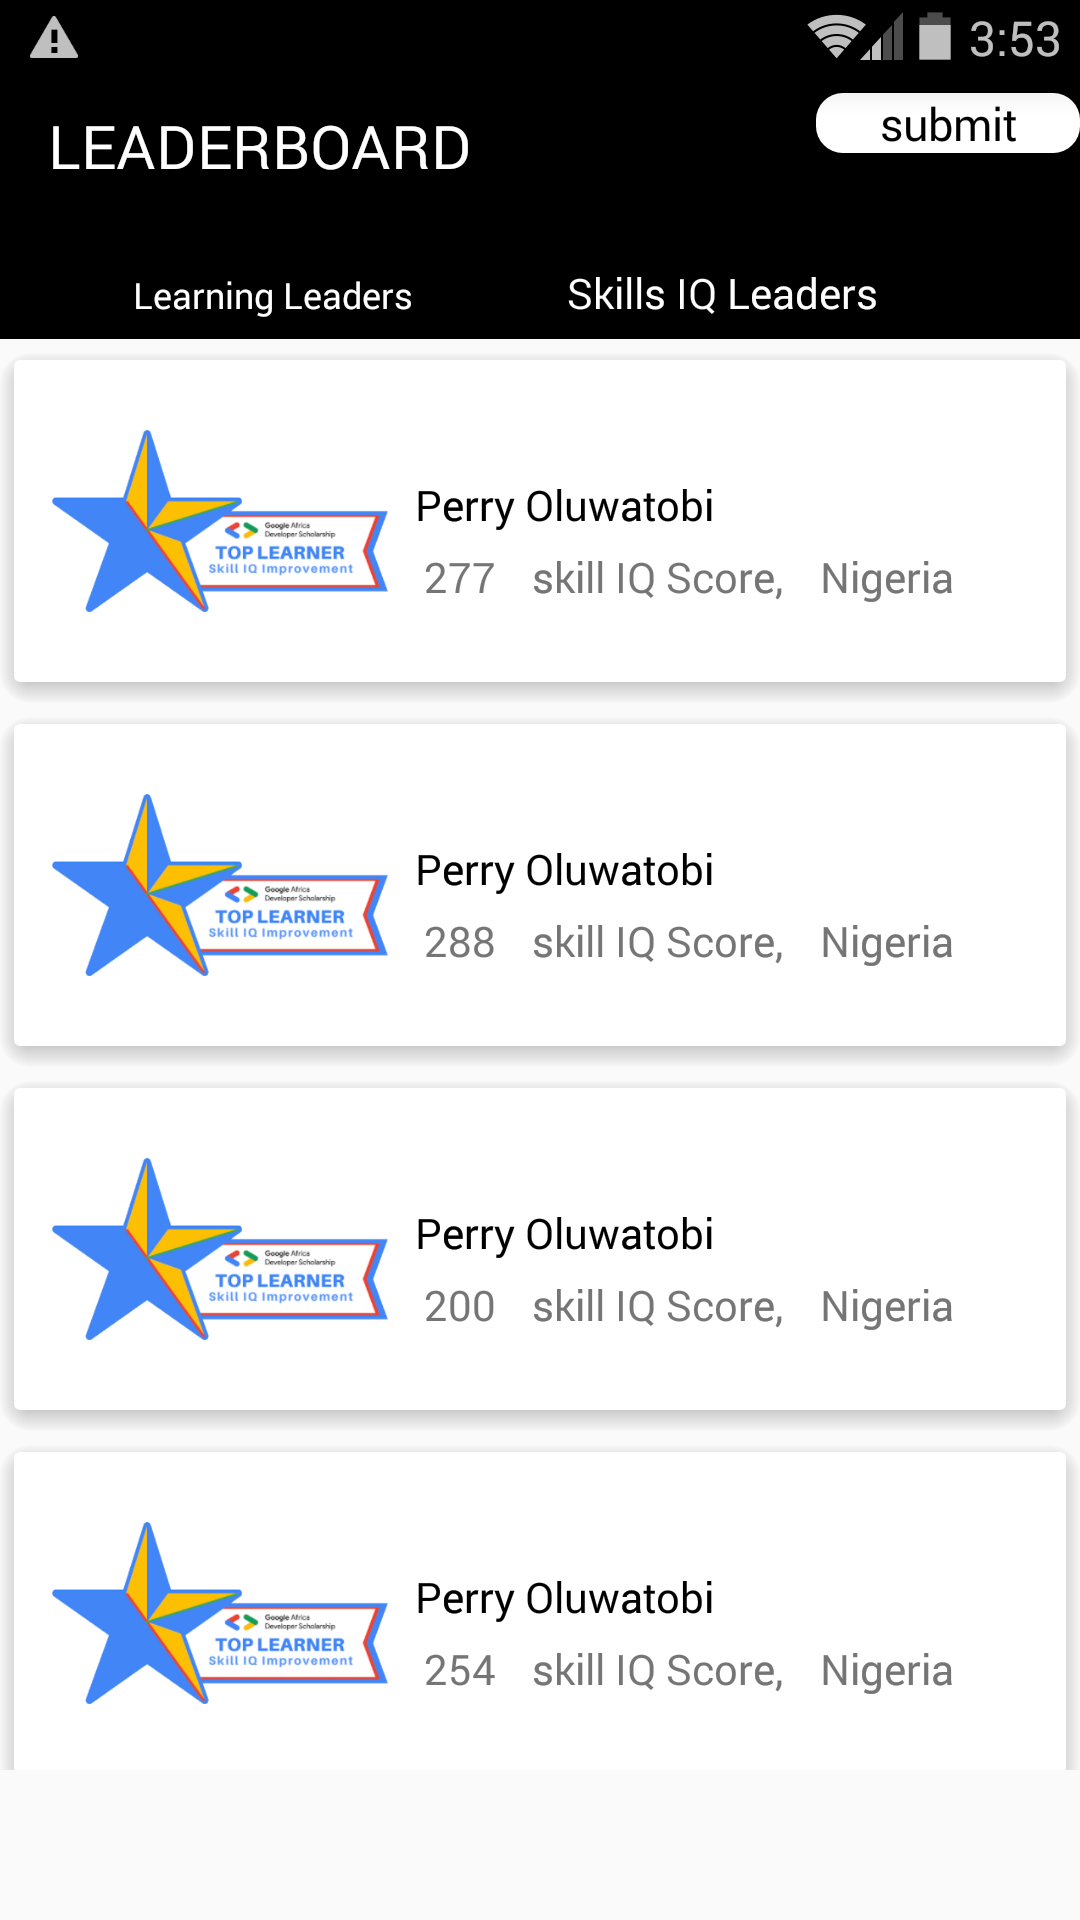 3:53
LEADERBOARD
submit
Learning Leaders
Skills IQ Leaders
Google Africa
Developer Scholarship
TOP LEARNER
Skill IQ Improvement
Perry Oluwatobi
277 skill IQ Score, Nigeria
Google Africa
Developer Scholarship
TOP LEARNER
Skill IQ Improvement
Perry Oluwatobi
288 skill IQ Score, Nigeria
Google Africa
Developer Scholarship
TOP LEARNER
Skill IQ Improvement
Perry Oluwatobi
200 skill IQ Score, Nigeria
Google Africa
Developer Scholarship
TOP LEARNER
Skill IQ Improvement
Perry Oluwatobi
254 skill IQ Score, Nigeria